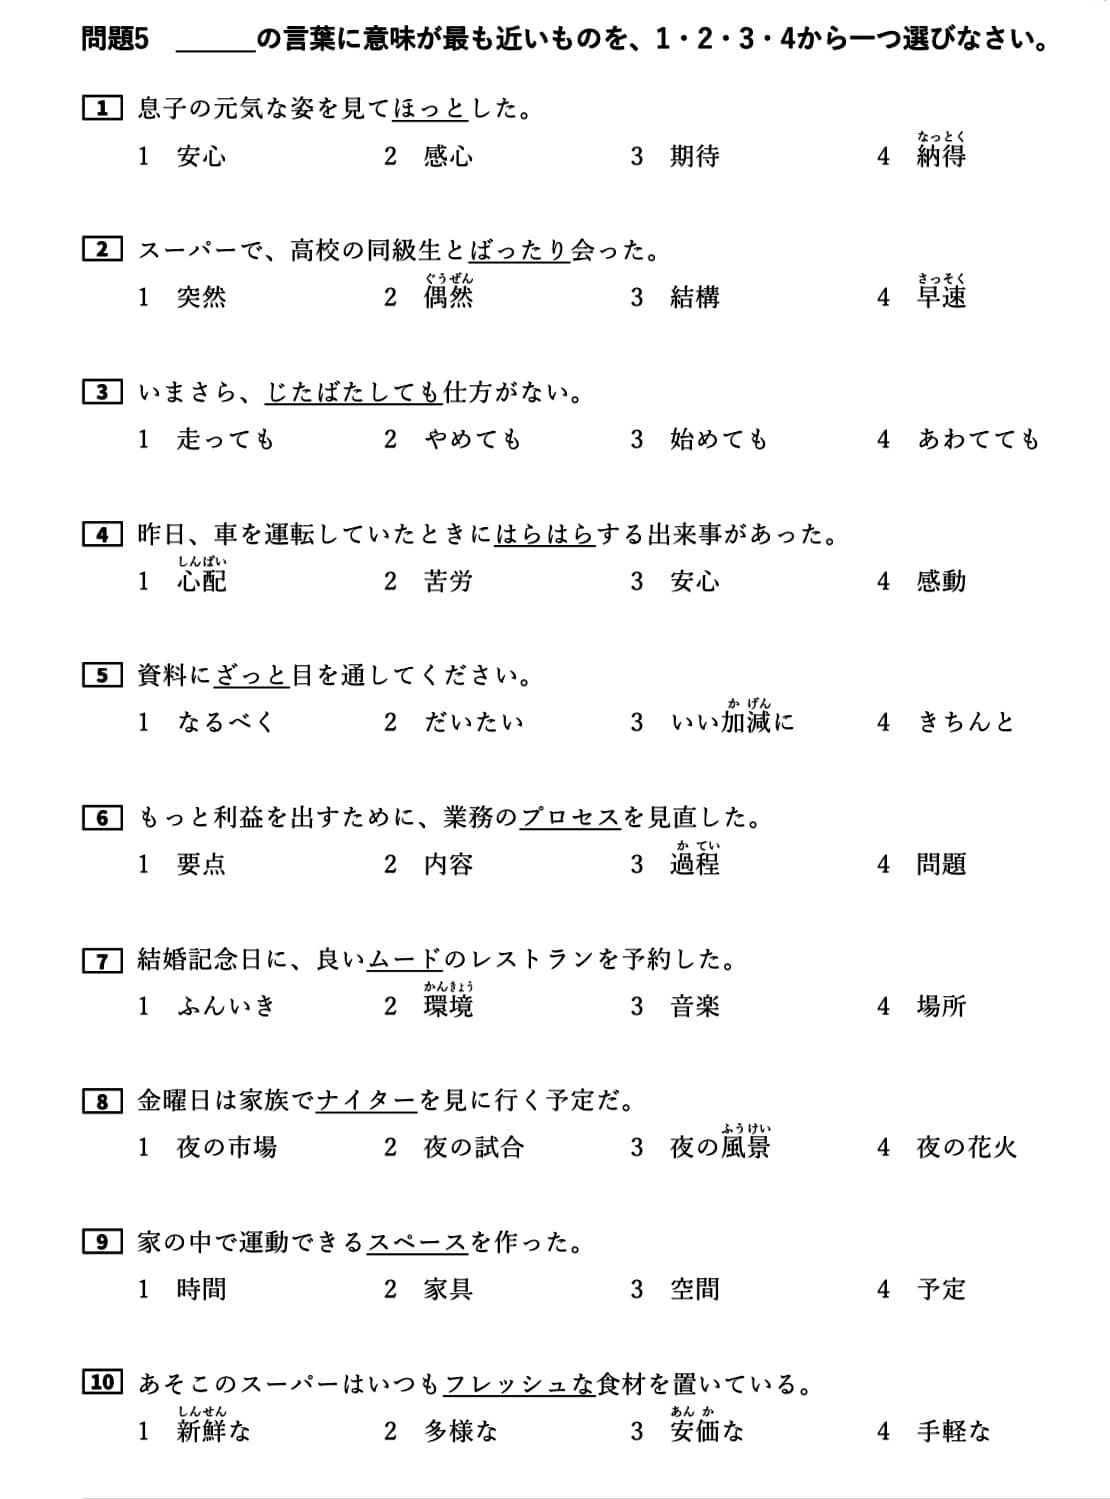 問題5　______の言葉に意味が最も近いものを、1・2・3・4から一つ選びなさい。
1 息子の元気な姿を見てほっとした。
1 安心 2 感心 3 期待 4 納得(なっとく)
2 スーパーで、高校の同級生とばったり会った。
1 突然 2 偶然(ぐうぜん) 3 結構 4 早速(さっそく)
3 いまさら、じたばたしても仕方がない。
1 走っても 2 やめても 3 始めても 4 あわてても
4 昨日、車を運転していたときにはらはらする出来事があった。
1 心配(しんぱい) 2 苦労 3 安心 4 感動
5 資料にざっと目を通してください。
1 なるべく 2 だいたい 3 いい加減(かげん)に 4 きちんと
6 もっと利益を出すために、業務のプロセスを見直した。
1 要点 2 内容 3 過程(かてい) 4 問題
7 結婚記念日に、良いムードのレストランを予約した。
1 ふんいき 2 環境(かんきょう) 3 音楽 4 場所
8 金曜日は家族でナイターを見に行く予定だ。
1 夜の市場 2 夜の試合 3 夜の風景(ふうけい) 4 夜の花火
9 家の中で運動できるスペースを作った。
1 時間 2 家具 3 空間 4 予定
10 あそこのスーパーはいつもフレッシュな食材を置いている。
1 新鮮(しんせん)な 2 多様な 3 安価(あんか)な 4 手軽な